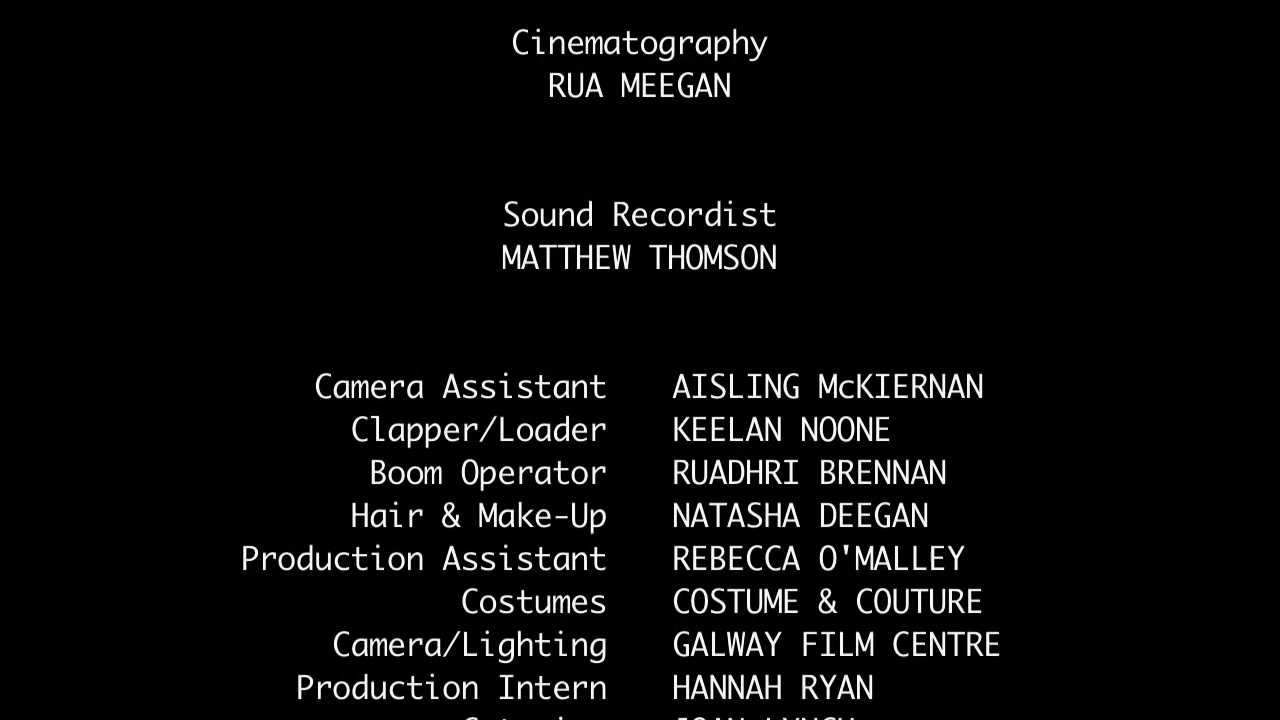 Cinematography
RUA MEEGAN
Sound Recordist
MATTHEW THOMSON
Camera Assistant AISLING McKIERNAN
Clapper/Loader KEELAN NOONE
Boom Operator RUADHRI BRENNAN
Hair & Make-Up NATASHA DEEGAN
Production Assistant REBECCA O'MALLEY
Costumes COSTUME & COUTURE
Camera/Lighting GALWAY FILM CENTRE
Production Intern HANNAH RYAN